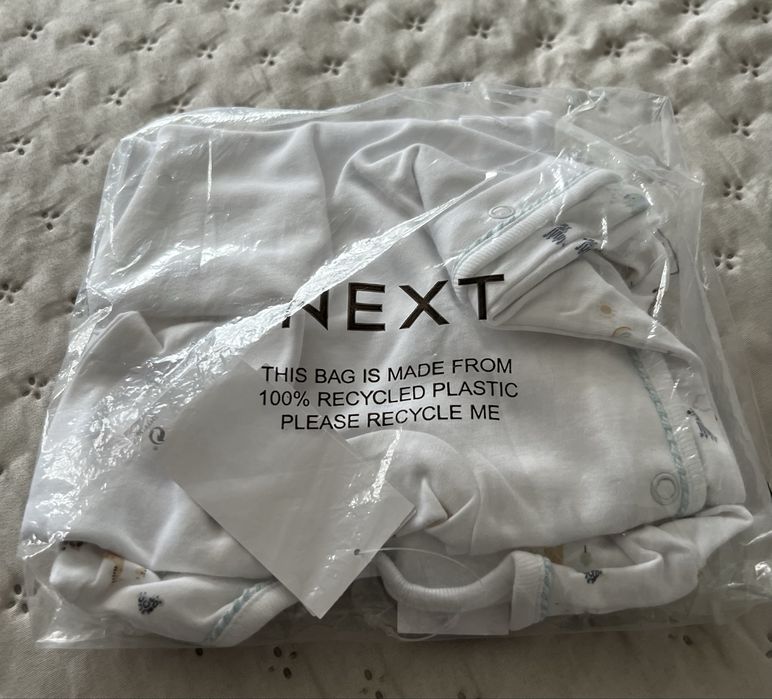 NEXT
THIS BAG IS MADE FROM
100% RECYCLED PLASTIC
PLEASE RECYCLE ME